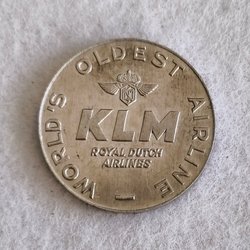 WORLD'S OLDEST AIRLINE
KLM
ROYAL DUTCH
AIRLINES